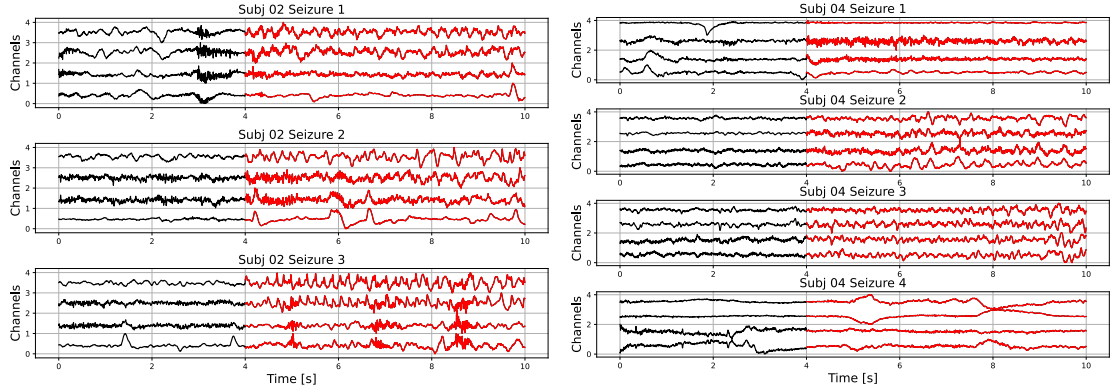 Subj 02 Seizure 1
Channels
4
3
2
1
0
0 2 4 6 8 10
Subj 02 Seizure 2
Channels
4
3
2
1
0
0 2 4 6 8 10
Subj 02 Seizure 3
Channels
4
3
2
1
0
0 2 4 6 8 10
Time [s]
Subj 04 Seizure 1
Channels
4
2
0
0 2 4 6 8 10
Subj 04 Seizure 2
Channels
4
2
0
0 2 4 6 8 10
Subj 04 Seizure 3
Channels
4
2
0
0 2 4 6 8 10
Subj 04 Seizure 4
Channels
4
2
0
0 2 4 6 8 10
Time [s]